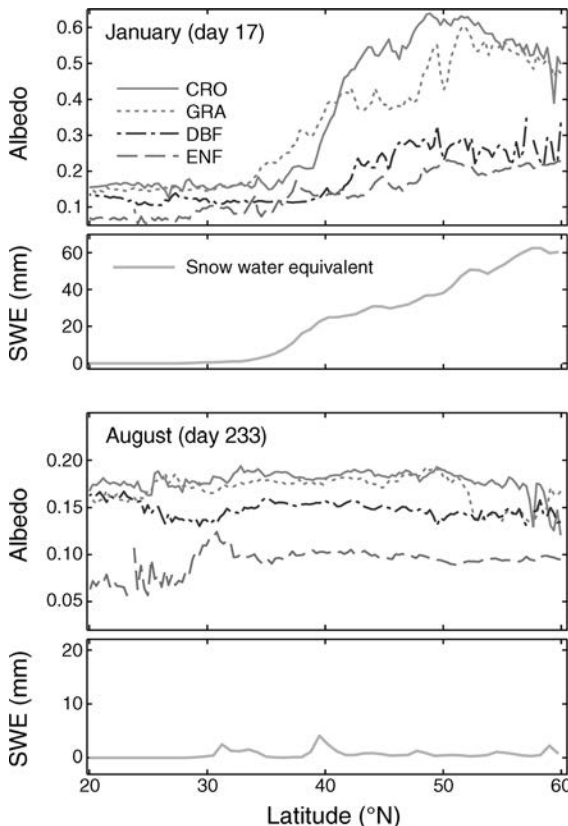 January (day 17)
Albedo
0.6
0.5
0.3
0.2
0.1
CRO
GRA
DBF
ENF
SWE (mm)
60
40
20
0
Snow water equivalent
August (day 233)
Albedo
0.20
0.15
0.10
0.05
SWE (mm)
20
10
0
20 30 40 50 60
Latitude (°N)